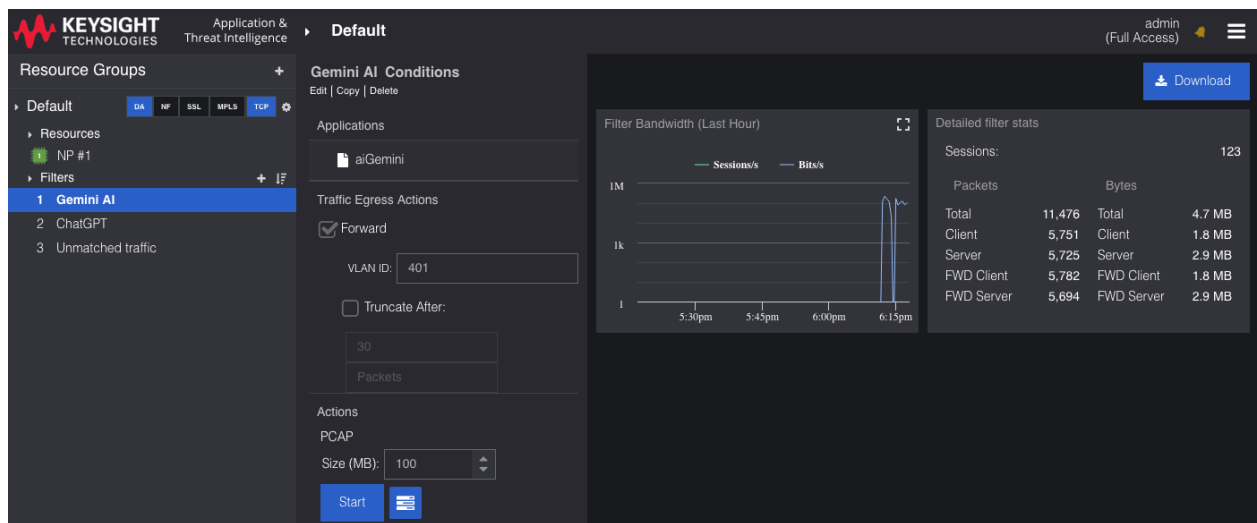 KEYSIGHT
TECHNOLOGIES
Application &
Threat Intelligence
Default
admin
(Full Access)
Resource Groups +
Default DA NF SSL MPLS TCP
Resources
1 NP #1
Filters +
1 Gemini AI
2 ChatGPT
3 Unmatched traffic
Gemini AI Conditions
Edit | Copy | Delete
Applications
aiGemini
Traffic Egress Actions
Forward
VLAN ID: 401
Truncate After:
30
Packets
Actions
PCAP
Size (MB): 100
Start
Download
Filter Bandwidth (Last Hour)
Sessions/s Bits/s
1M
1k
1
5:30pm 5:45pm 6:00pm 6:15pm
Detailed filter stats
Sessions: 123
Packets Bytes
Total 11,476 Total 4.7 MB
Client 5,751 Client 1.8 MB
Server 5,725 Server 2.9 MB
FWD Client 5,782 FWD Client 1.8 MB
FWD Server 5,694 FWD Server 2.9 MB